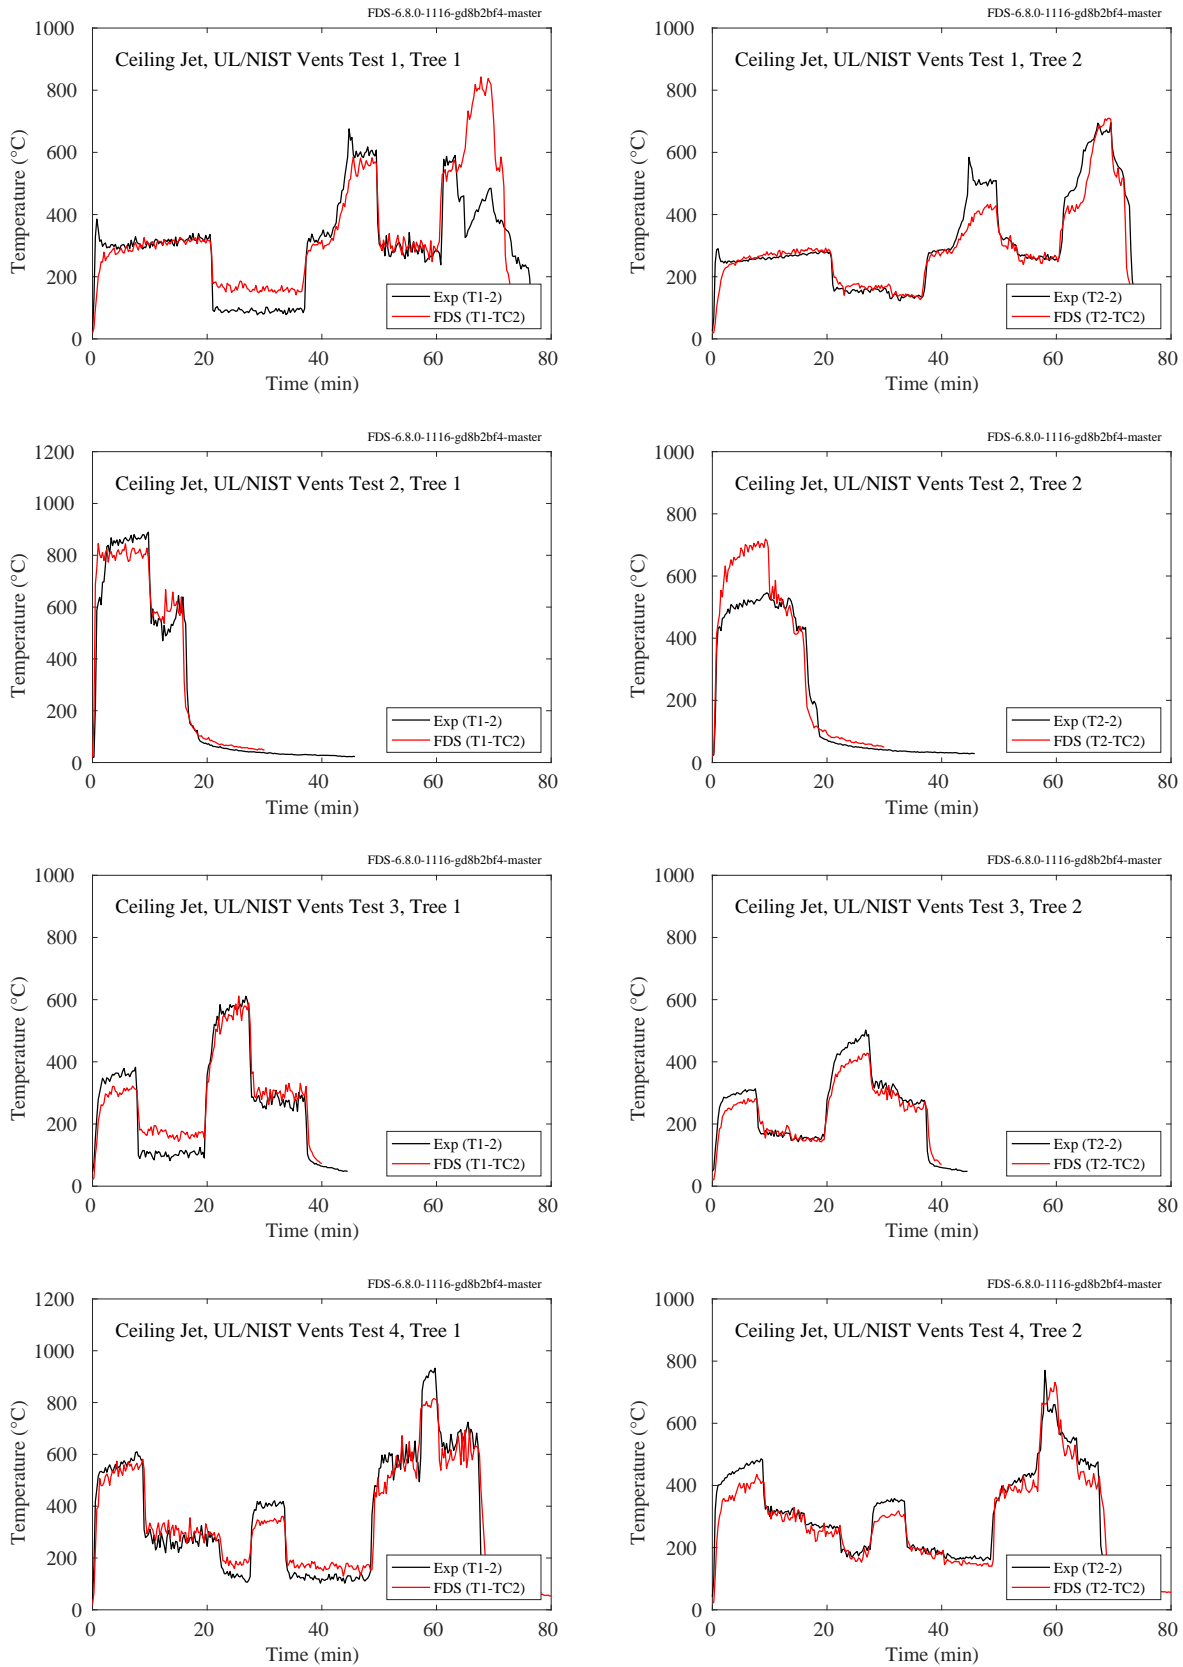 FDS-6.8.0-1116-gd8b2bf4-master
Ceiling Jet, UL/NIST Vents Test 1, Tree 1
Temperature (°C)
1000
800
600
400
200
0
Exp (T1-2)
FDS (T1-TC2)
0 20 40 60 80
Time (min)
FDS-6.8.0-1116-gd8b2bf4-master
Ceiling Jet, UL/NIST Vents Test 1, Tree 2
Temperature (°C)
1000
800
600
400
200
0
Exp (T2-2)
FDS (T2-TC2)
0 20 40 60 80
Time (min)
FDS-6.8.0-1116-gd8b2bf4-master
Ceiling Jet, UL/NIST Vents Test 2, Tree 1
Temperature (°C)
1200
1000
800
600
400
200
0
Exp (T1-2)
FDS (T1-TC2)
0 20 40 60 80
Time (min)
FDS-6.8.0-1116-gd8b2bf4-master
Ceiling Jet, UL/NIST Vents Test 2, Tree 2
Temperature (°C)
1000
800
600
400
200
0
Exp (T2-2)
FDS (T2-TC2)
0 20 40 60 80
Time (min)
FDS-6.8.0-1116-gd8b2bf4-master
Ceiling Jet, UL/NIST Vents Test 3, Tree 1
Temperature (°C)
1000
800
600
400
200
0
Exp (T1-2)
FDS (T1-TC2)
0 20 40 60 80
Time (min)
FDS-6.8.0-1116-gd8b2bf4-master
Ceiling Jet, UL/NIST Vents Test 3, Tree 2
Temperature (°C)
1000
800
600
400
200
0
Exp (T2-2)
FDS (T2-TC2)
0 20 40 60 80
Time (min)
FDS-6.8.0-1116-gd8b2bf4-master
Ceiling Jet, UL/NIST Vents Test 4, Tree 1
Temperature (°C)
1200
1000
800
600
400
200
0
Exp (T1-2)
FDS (T1-TC2)
0 20 40 60 80
Time (min)
FDS-6.8.0-1116-gd8b2bf4-master
Ceiling Jet, UL/NIST Vents Test 4, Tree 2
Temperature (°C)
1000
800
600
400
200
0
Exp (T2-2)
FDS (T2-TC2)
0 20 40 60 80
Time (min)